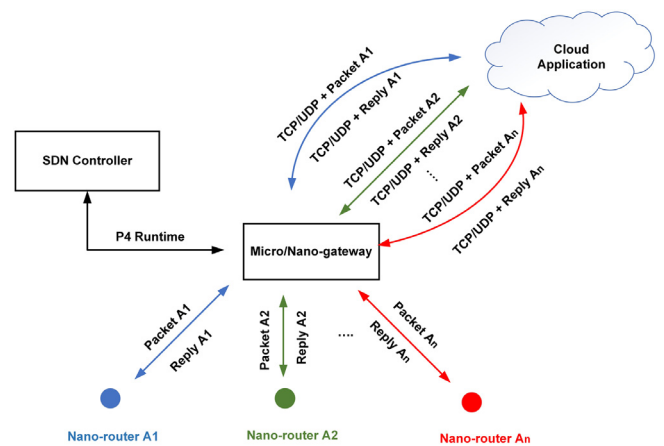 Cloud
Application
TCP/UDP + Packet A1
TCP/UDP + Reply A1
TCP/UDP + Packet A2
TCP/UDP + Reply A2
....
TCP/UDP + Packet An
TCP/UDP + Reply An
SDN Controller
P4 Runtime
Micro/Nano-gateway
Packet A1
Reply A1
Packet A2
Reply A2
....
Packet An
Reply An
Nano-router A1
Nano-router A2
Nano-router An